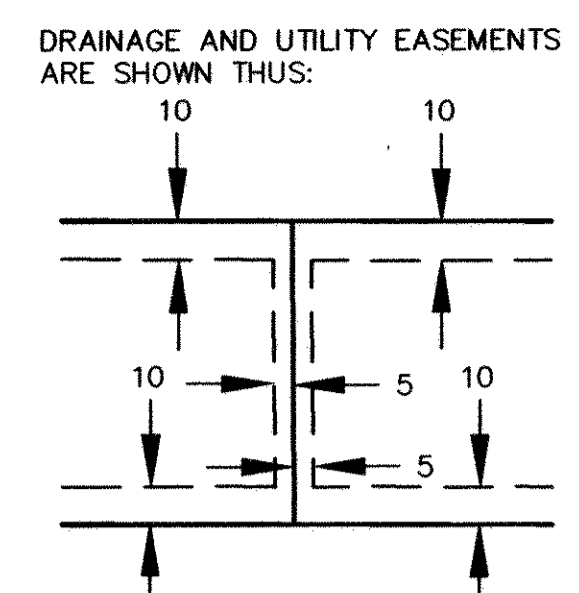 DRAINAGE AND UTILITY EASEMENTS
ARE SHOWN THUS:
10 10
10 5 10
5